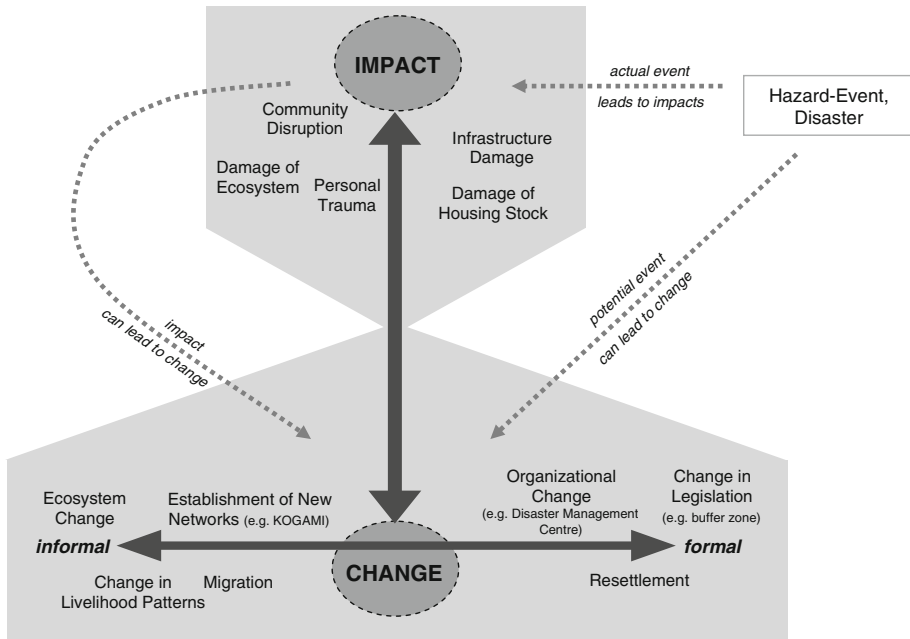 IMPACT
actual event
leads to impacts
Hazard-Event,
Disaster
Community
Disruption
Infrastructure
Damage
Damage of
Ecosystem
Personal
Trauma
Damage of
Housing Stock
potential event
can lead to change
impact
can lead to change
Ecosystem
Change
Establishment of New
Networks (e.g. KOGAMI)
Organizational
Change
(e.g. Disaster Management
Centre)
Change in
Legislation
(e.g. buffer zone)
informal
formal
CHANGE
Change in
Livelihood Patterns
Migration
Resettlement